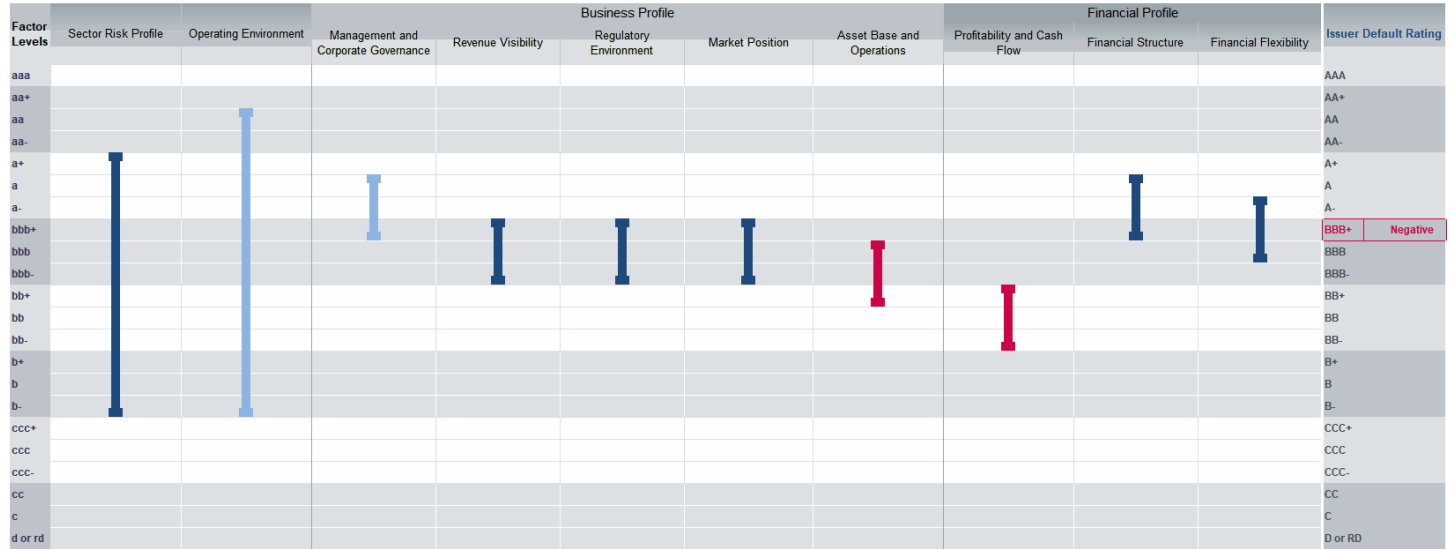 Business Profile
Financial Profile
Factor
Levels
Sector Risk Profile
Operating Environment
Management and
Corporate Governance
Revenue Visibility
Regulatory
Environment
Market Position
Asset Base and
Operations
Profitability and Cash
Flow
Financial Structure
Financial Flexibility
Issuer Default Rating
aaa AAA
aa+ AA+
aa AA
aa- AA-
a+ A+
a A
a- A-
bbb+ BBB+ Negative
bbb BBB
bbb- BBB-
bb+ BB+
bb BB
bb- BB-
b+ B+
b B
b- B-
ccc+ CCC+
ccc CCC
ccc- CCC-
cc CC
c C
d or rd D or RD